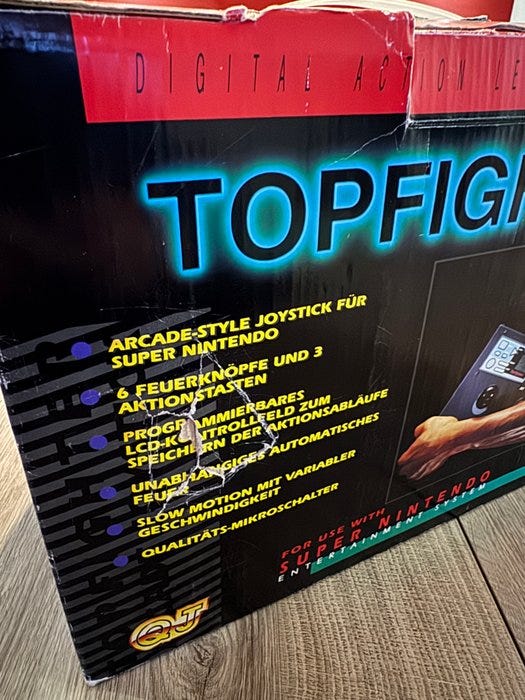 DIGITAL ACTION LE
TOPFIGH
ARCADE-STYLE JOYSTICK FÜR
SUPER NINTENDO
6 FEUERKNÖPFE UND 3
AKTIONSTASTEN
PROGRAMMIERBARES
LCD-KONTROLLFELD ZUM
SPEICHERN DER AKTIONSABLÄUFE
UNABHÄNGIGES AUTOMATISCHES
FEUER
SLOW MOTION MIT VARIABLER
GESCHWINDIGKEIT
QUALITÄTS-MIKROSCHALTER
FOR USE WITH
SUPER NINTENDO
ENTERTAINMENT SYSTEM
QJ